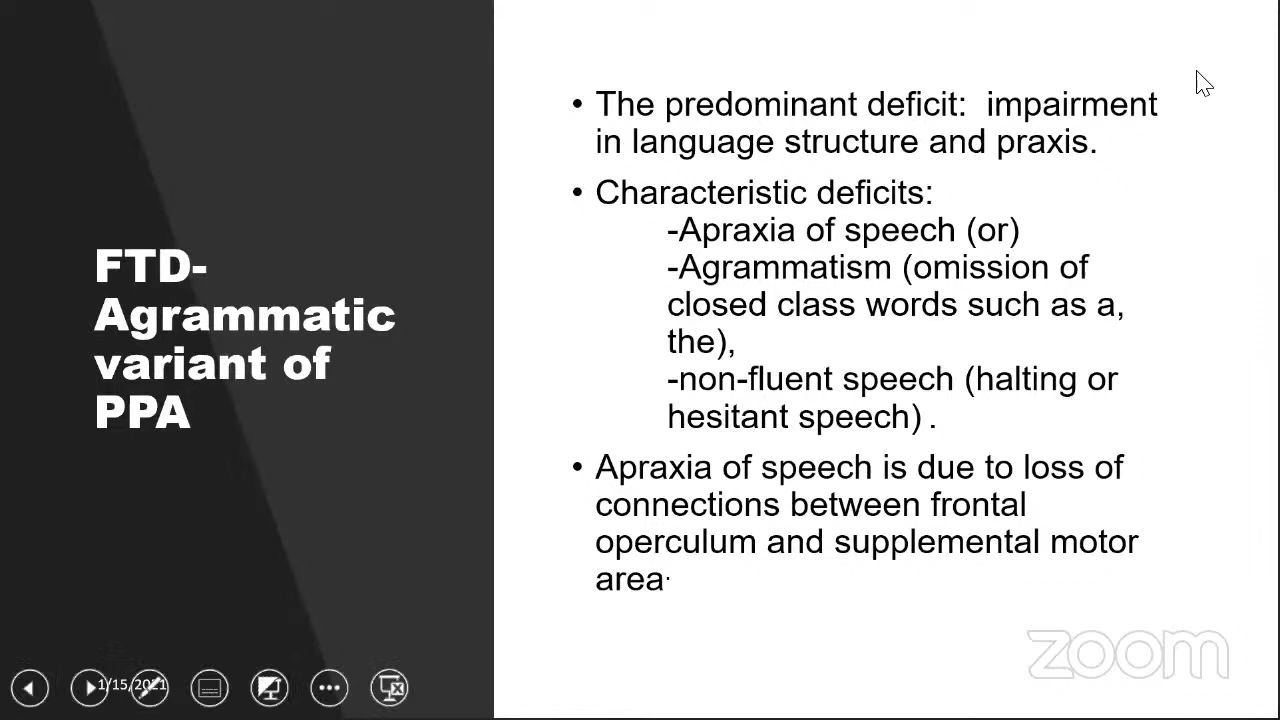 FTD-
Agrammatic
variant of
PPA
• The predominant deficit:  impairment
in language structure and praxis.
• Characteristic deficits:
-Apraxia of speech (or)
-Agrammatism (omission of
closed class words such as a,
the),
-non-fluent speech (halting or
hesitant speech) .
• Apraxia of speech is due to loss of
connections between frontal
operculum and supplemental motor
area.
1/15/2021
zoom